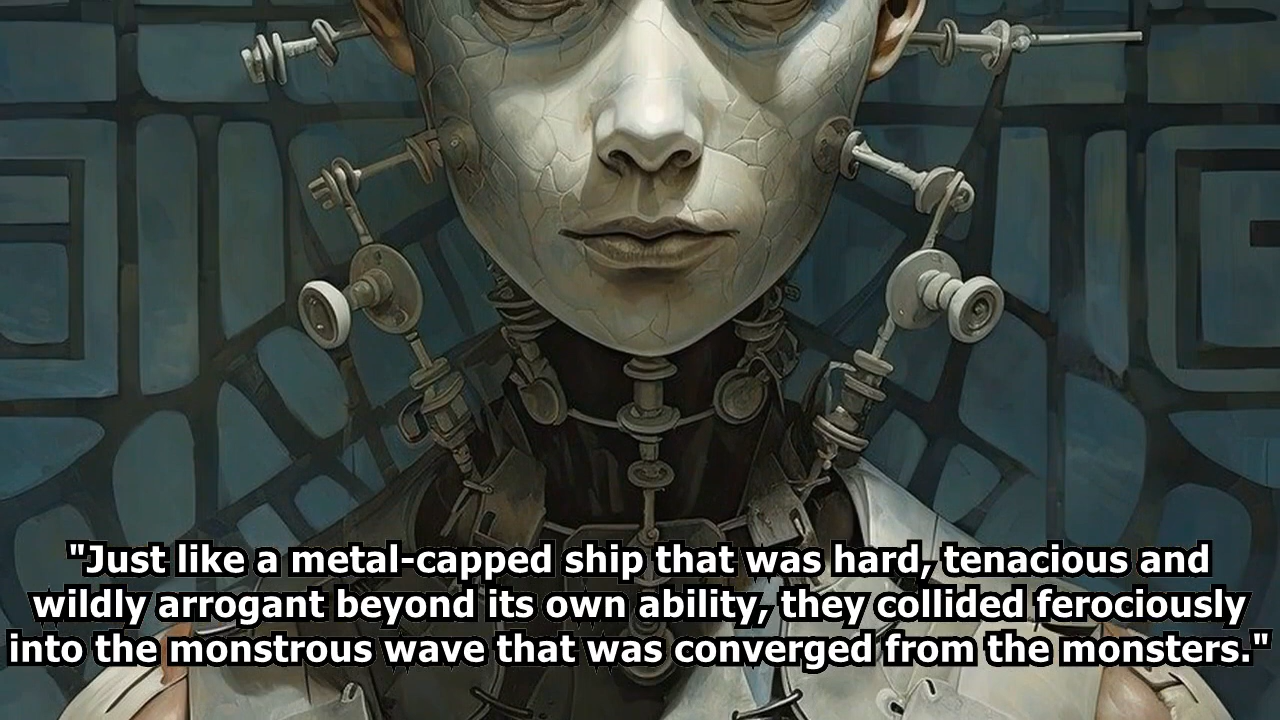 "Just like a metal-capped ship that was hard, tenacious and
wildly arrogant beyond its own ability, they collided ferociously
into the monstrous wave that was converged from the monsters."